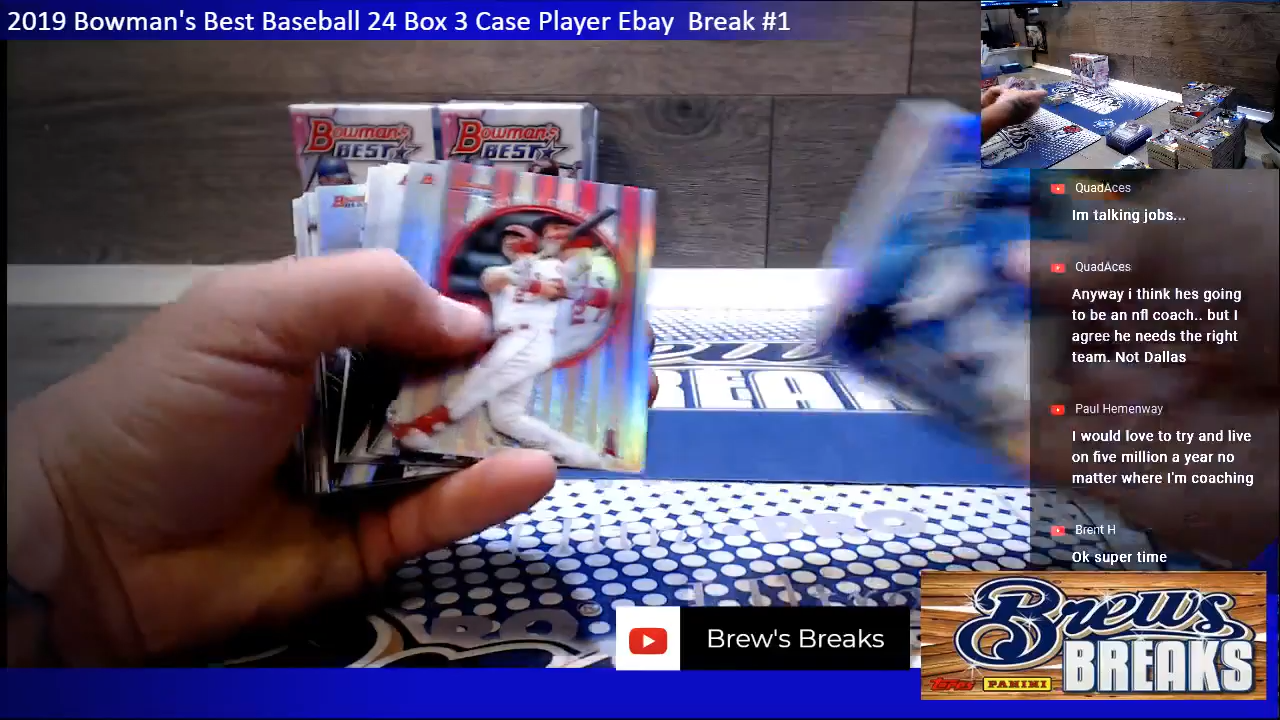 2019 Bowman's Best Baseball 24 Box 3 Case Player Ebay Break #1
Bowman's
BEST
Bowman's
BEST
BREAK
PRO
QuadAces
Im talking jobs...
QuadAces
Anyway i think hes going
to be an nfl coach.. but I
agree he needs the right
team. Not Dallas
Paul Hemenway
I would love to try and live
on five million a year no
matter where I'm coaching
Brent H
Ok super time
Brew's Breaks
Brew's
BREAKS
Topps
PANINI